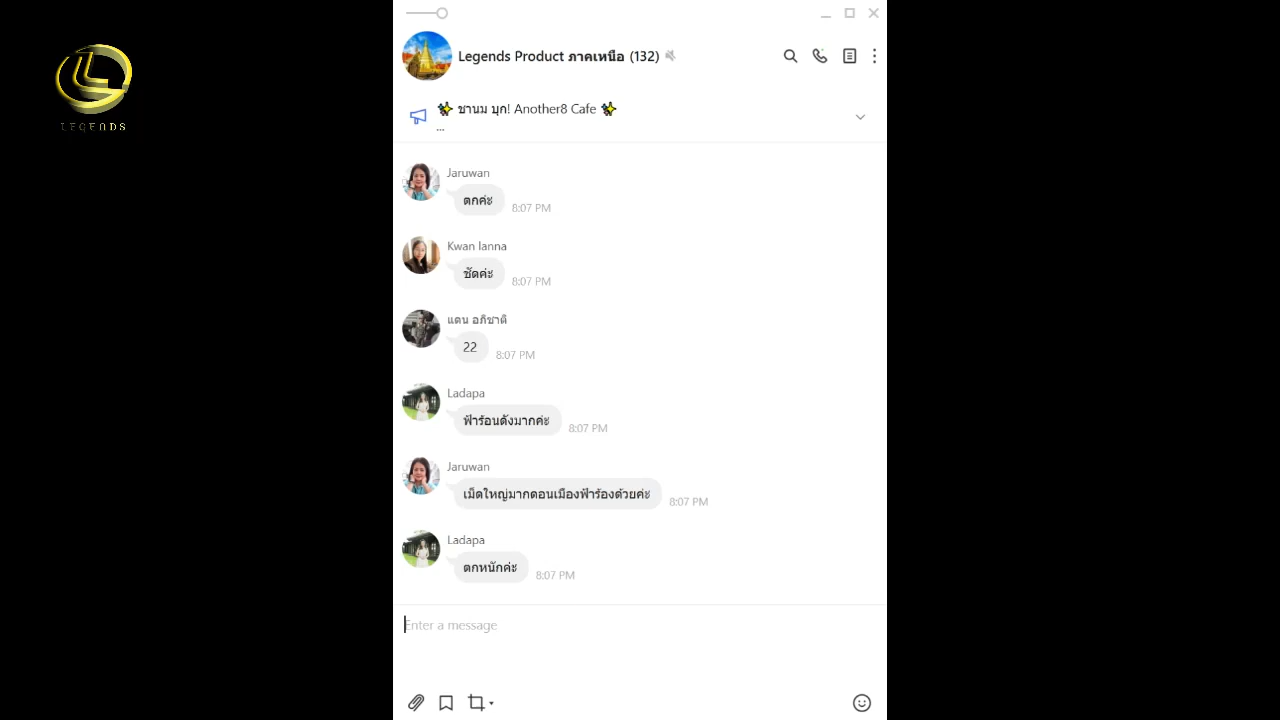 LEGENDS
Legends Product ภาคเหนือ (132)
✨ ชานม บุก! Another8 Cafe ✨
...
Jaruwan
ตกค่ะ
8:07 PM
Kwan lanna
ชัดค่ะ
8:07 PM
แตน อภิชาติ
22
8:07 PM
Ladapa
ฟ้าร้อนดังมากค่ะ
8:07 PM
Jaruwan
เม็ดใหญ่มากตอนเมืองฟ้าร้องด้วยค่ะ
8:07 PM
Ladapa
ตกหนักค่ะ
8:07 PM
Enter a message